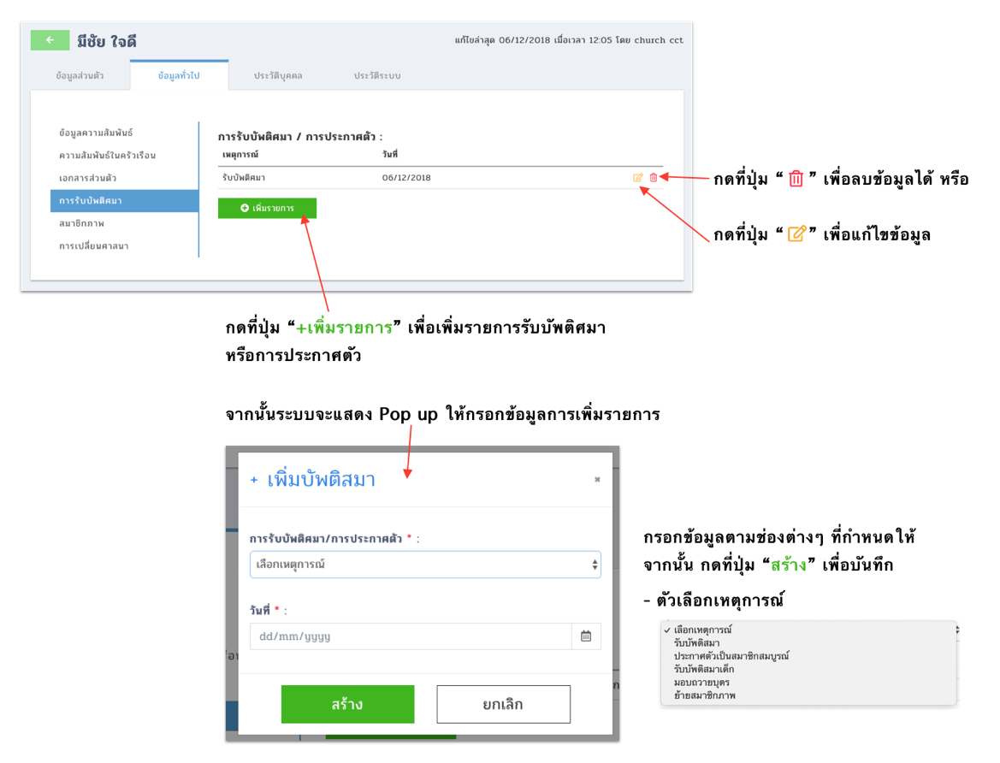 มีชัย ใจดี
แก้ไขล่าสุด 06/12/2018 เมื่อเวลา 12:05 โดย church cct
ข้อมูลส่วนตัว
ข้อมูลทั่วไป
ประวัติบุคคล
ประวัติระบบ
ข้อมูลความสัมพันธ์
ความสัมพันธ์ในครัวเรือน
เอกสารส่วนตัว
การรับบัพติศมา
สมาชิกภาพ
การเปลี่ยนศาสนา
การรับบัพติศมา / การประกาศตัว :
เหตุการณ์
วันที่
รับบัพติศมา
06/12/2018
เพิ่มรายการ
กดที่ปุ่ม “ ” เพื่อลบข้อมูลได้ หรือ
กดที่ปุ่ม “ ” เพื่อแก้ไขข้อมูล
กดที่ปุ่ม “+เพิ่มรายการ” เพื่อเพิ่มรายการรับบัพติศมา
หรือการประกาศตัว
จากนั้นระบบจะแสดง Pop up ให้กรอกข้อมูลการเพิ่มรายการ
+ เพิ่มบัพติสมา
×
การรับบัพติศมา/การประกาศตัว * :
เลือกเหตุการณ์
วันที่ * :
dd/mm/yyyy
สร้าง
ยกเลิก
กรอกข้อมูลตามช่องต่างๆ ที่กำหนดให้
จากนั้น กดที่ปุ่ม “สร้าง” เพื่อบันทึก
- ตัวเลือกเหตุการณ์
✓ เลือกเหตุการณ์
รับบัพติสมา
ประกาศตัวเป็นสมาชิกสมบูรณ์
รับบัพติสมาเด็ก
มอบถวายบุตร
ย้ายสมาชิกภาพ